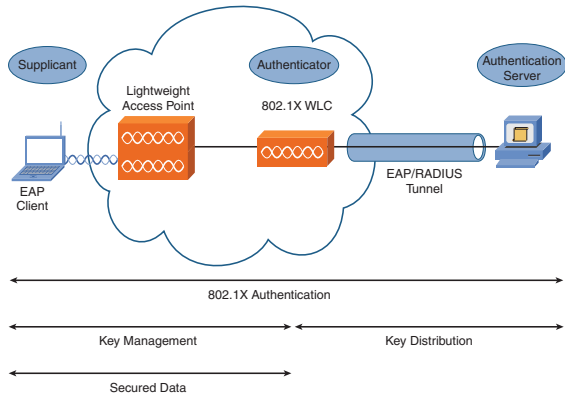 Supplicant
Authenticator
Authentication
Server
Lightweight
Access Point
802.1X WLC
EAP
Client
EAP/RADIUS
Tunnel
802.1X Authentication
Key Management
Key Distribution
Secured Data